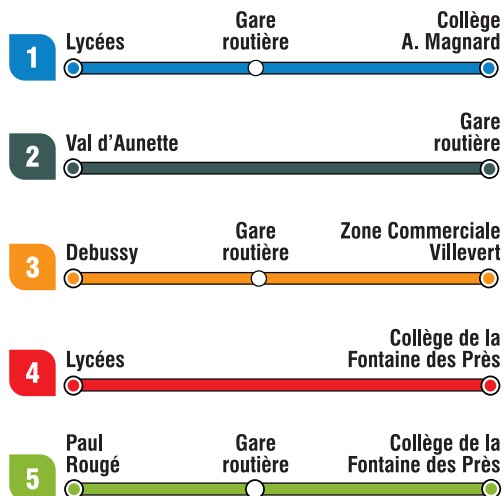 1
Lycées
Gare
routière
Collège
A. Magnard
2
Val d'Aunette
Gare
routière
3
Debussy
Gare
routière
Zone Commerciale
Villevert
4
Lycées
Collège de la
Fontaine des Près
5
Paul
Rougé
Gare
routière
Collège de la
Fontaine des Près